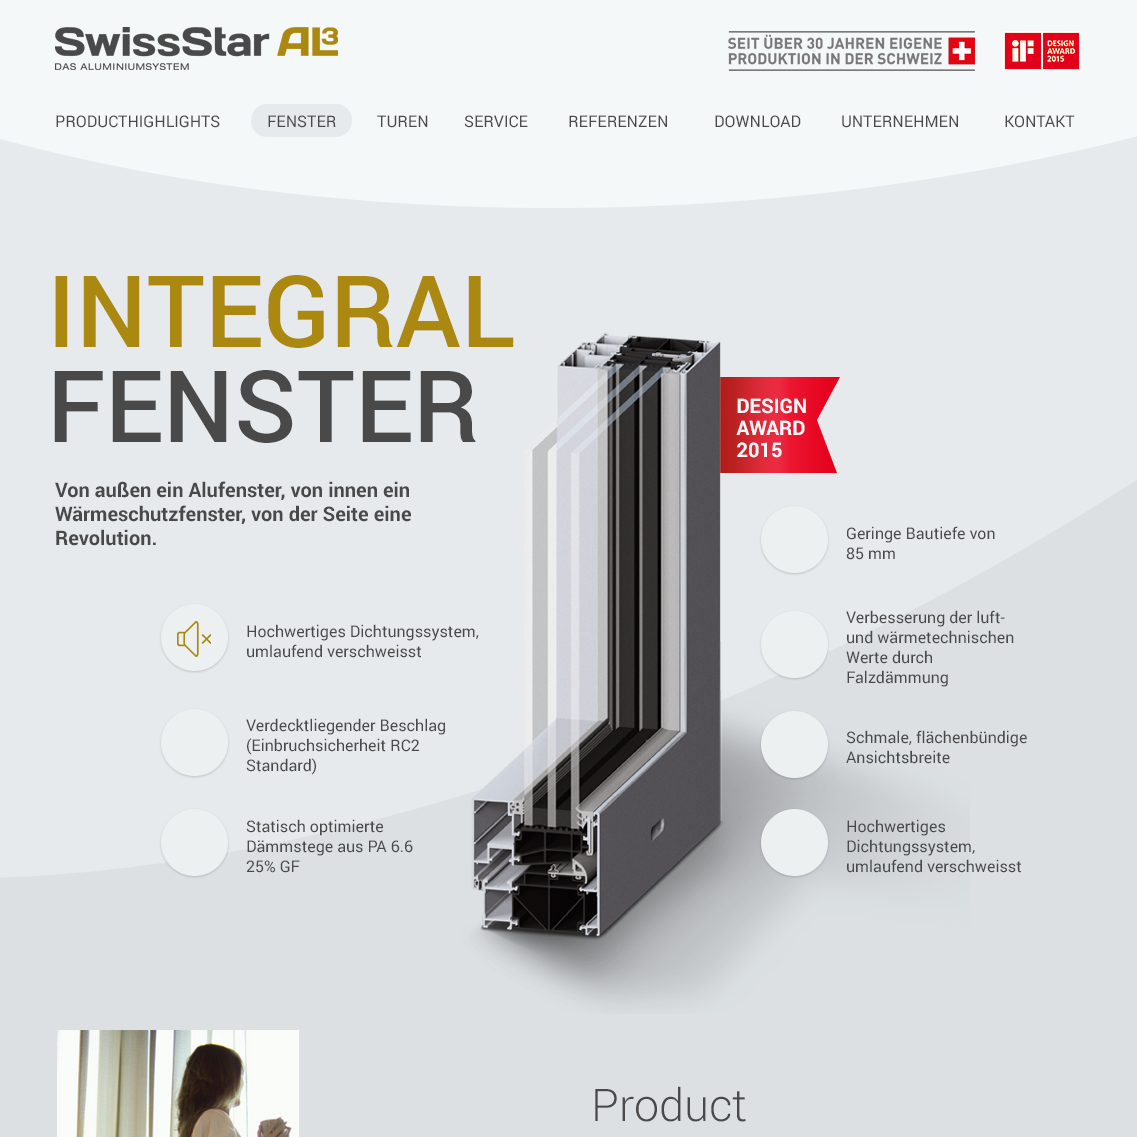 SwissStar AL3
DAS ALUMINIUMSYSTEM
SEIT ÜBER 30 JAHREN EIGENE
PRODUKTION IN DER SCHWEIZ
iF
DESIGN
AWARD
2015
PRODUCTHIGHLIGHTS FENSTER TUREN SERVICE REFERENZEN DOWNLOAD UNTERNEHMEN KONTAKT
INTEGRAL
FENSTER
Von außen ein Alufenster, von innen ein
Wärmeschutzfenster, von der Seite eine
Revolution.
DESIGN
AWARD
2015
Hochwertiges Dichtungssystem,
umlaufend verschweisst
Verdecktliegender Beschlag
(Einbruchsicherheit RC2
Standard)
Statisch optimierte
Dämmstege aus PA 6.6
25% GF
Geringe Bautiefe von
85 mm
Verbesserung der luft-
und wärmetechnischen
Werte durch
Falzdämmung
Schmale, flächenbündige
Ansichtsbreite
Hochwertiges
Dichtungssystem,
umlaufend verschweisst
Product